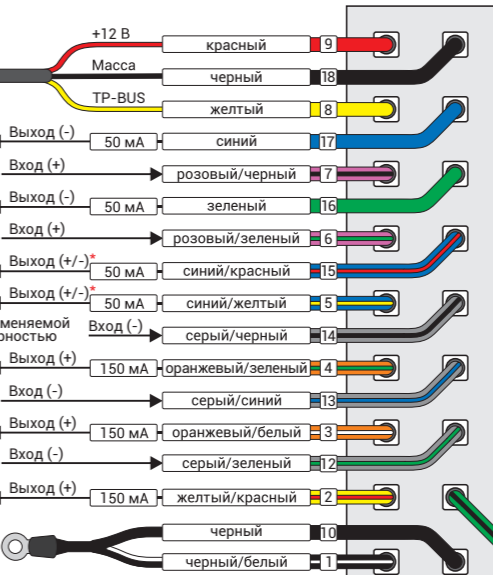 +12 В красный 9
Масса черный 18
TP-BUS желтый 8
Выход (-) 50 мА синий 17
Вход (+) розовый/черный 7
Выход (-) 50 мА зеленый 16
Вход (+) розовый/зеленый 6
Выход (+/-)* 50 мА синий/красный 15
Выход (+/-)* 50 мА синий/желтый 5
меняемой
рностью Вход (-) серый/черный 14
Выход (+) 150 мА оранжевый/зеленый 4
Вход (-) серый/синий 13
Выход (+) 150 мА оранжевый/белый 3
Вход (-) серый/зеленый 12
Выход (+) 150 мА желтый/красный 2
черный 10
черный/белый 1